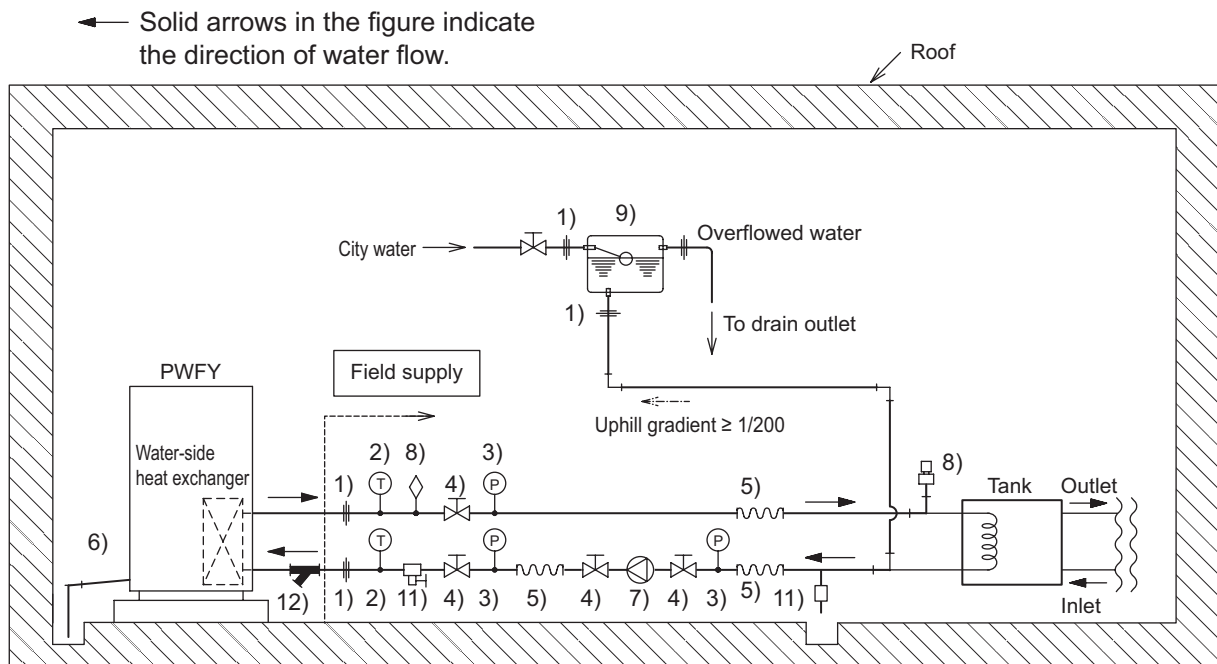 Solid arrows in the figure indicate
the direction of water flow.
Roof
1)
9)
City water
Overflowed water
1)
To drain outlet
PWFY
Field supply
Uphill gradient ≥ 1/200
Water-side
heat exchanger
2)
8)
3)
T
4)
P
1)
5)
8)
Tank
Outlet
6)
T
P
P
12)
1)
2)
11)
4)
3)
5)
4)
7)
4)
3)
5)
11)
Inlet